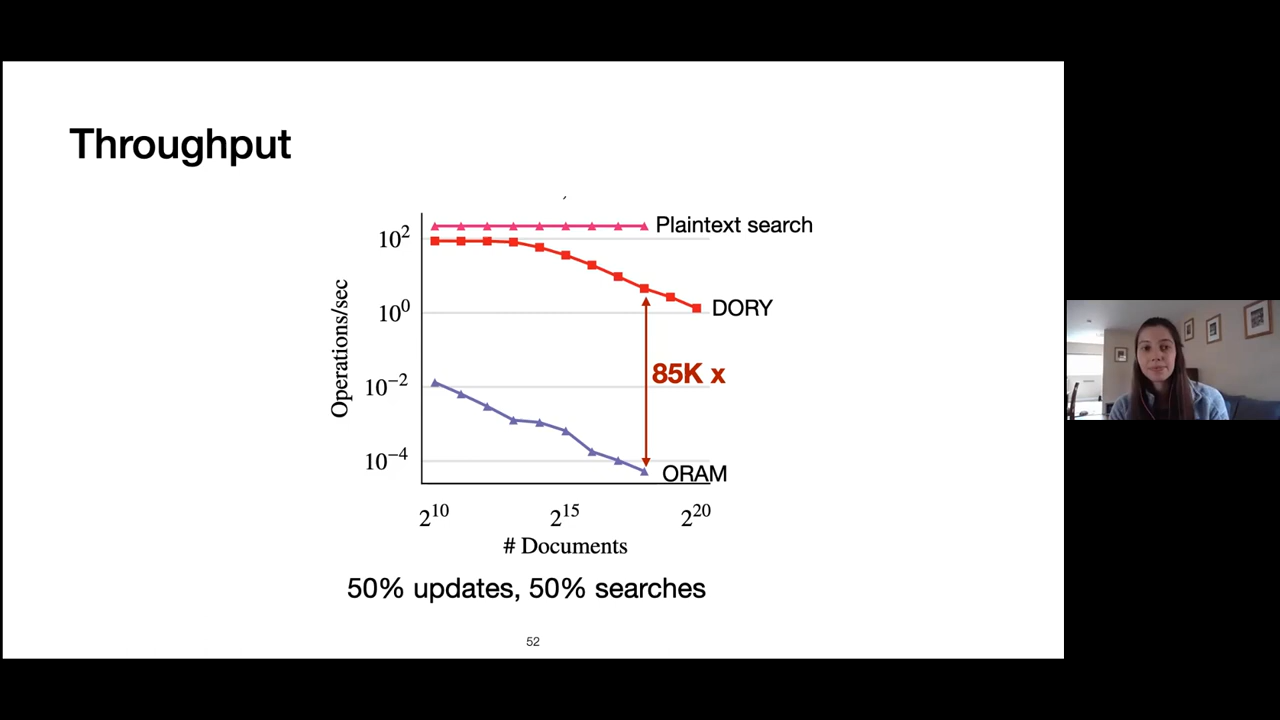 Throughput
Plaintext search
10²
DORY
10⁰
85K x
10⁻²
10⁻⁴
ORAM
Operations/sec
2¹⁰ 2¹⁵ 2²⁰
# Documents
50% updates, 50% searches
52